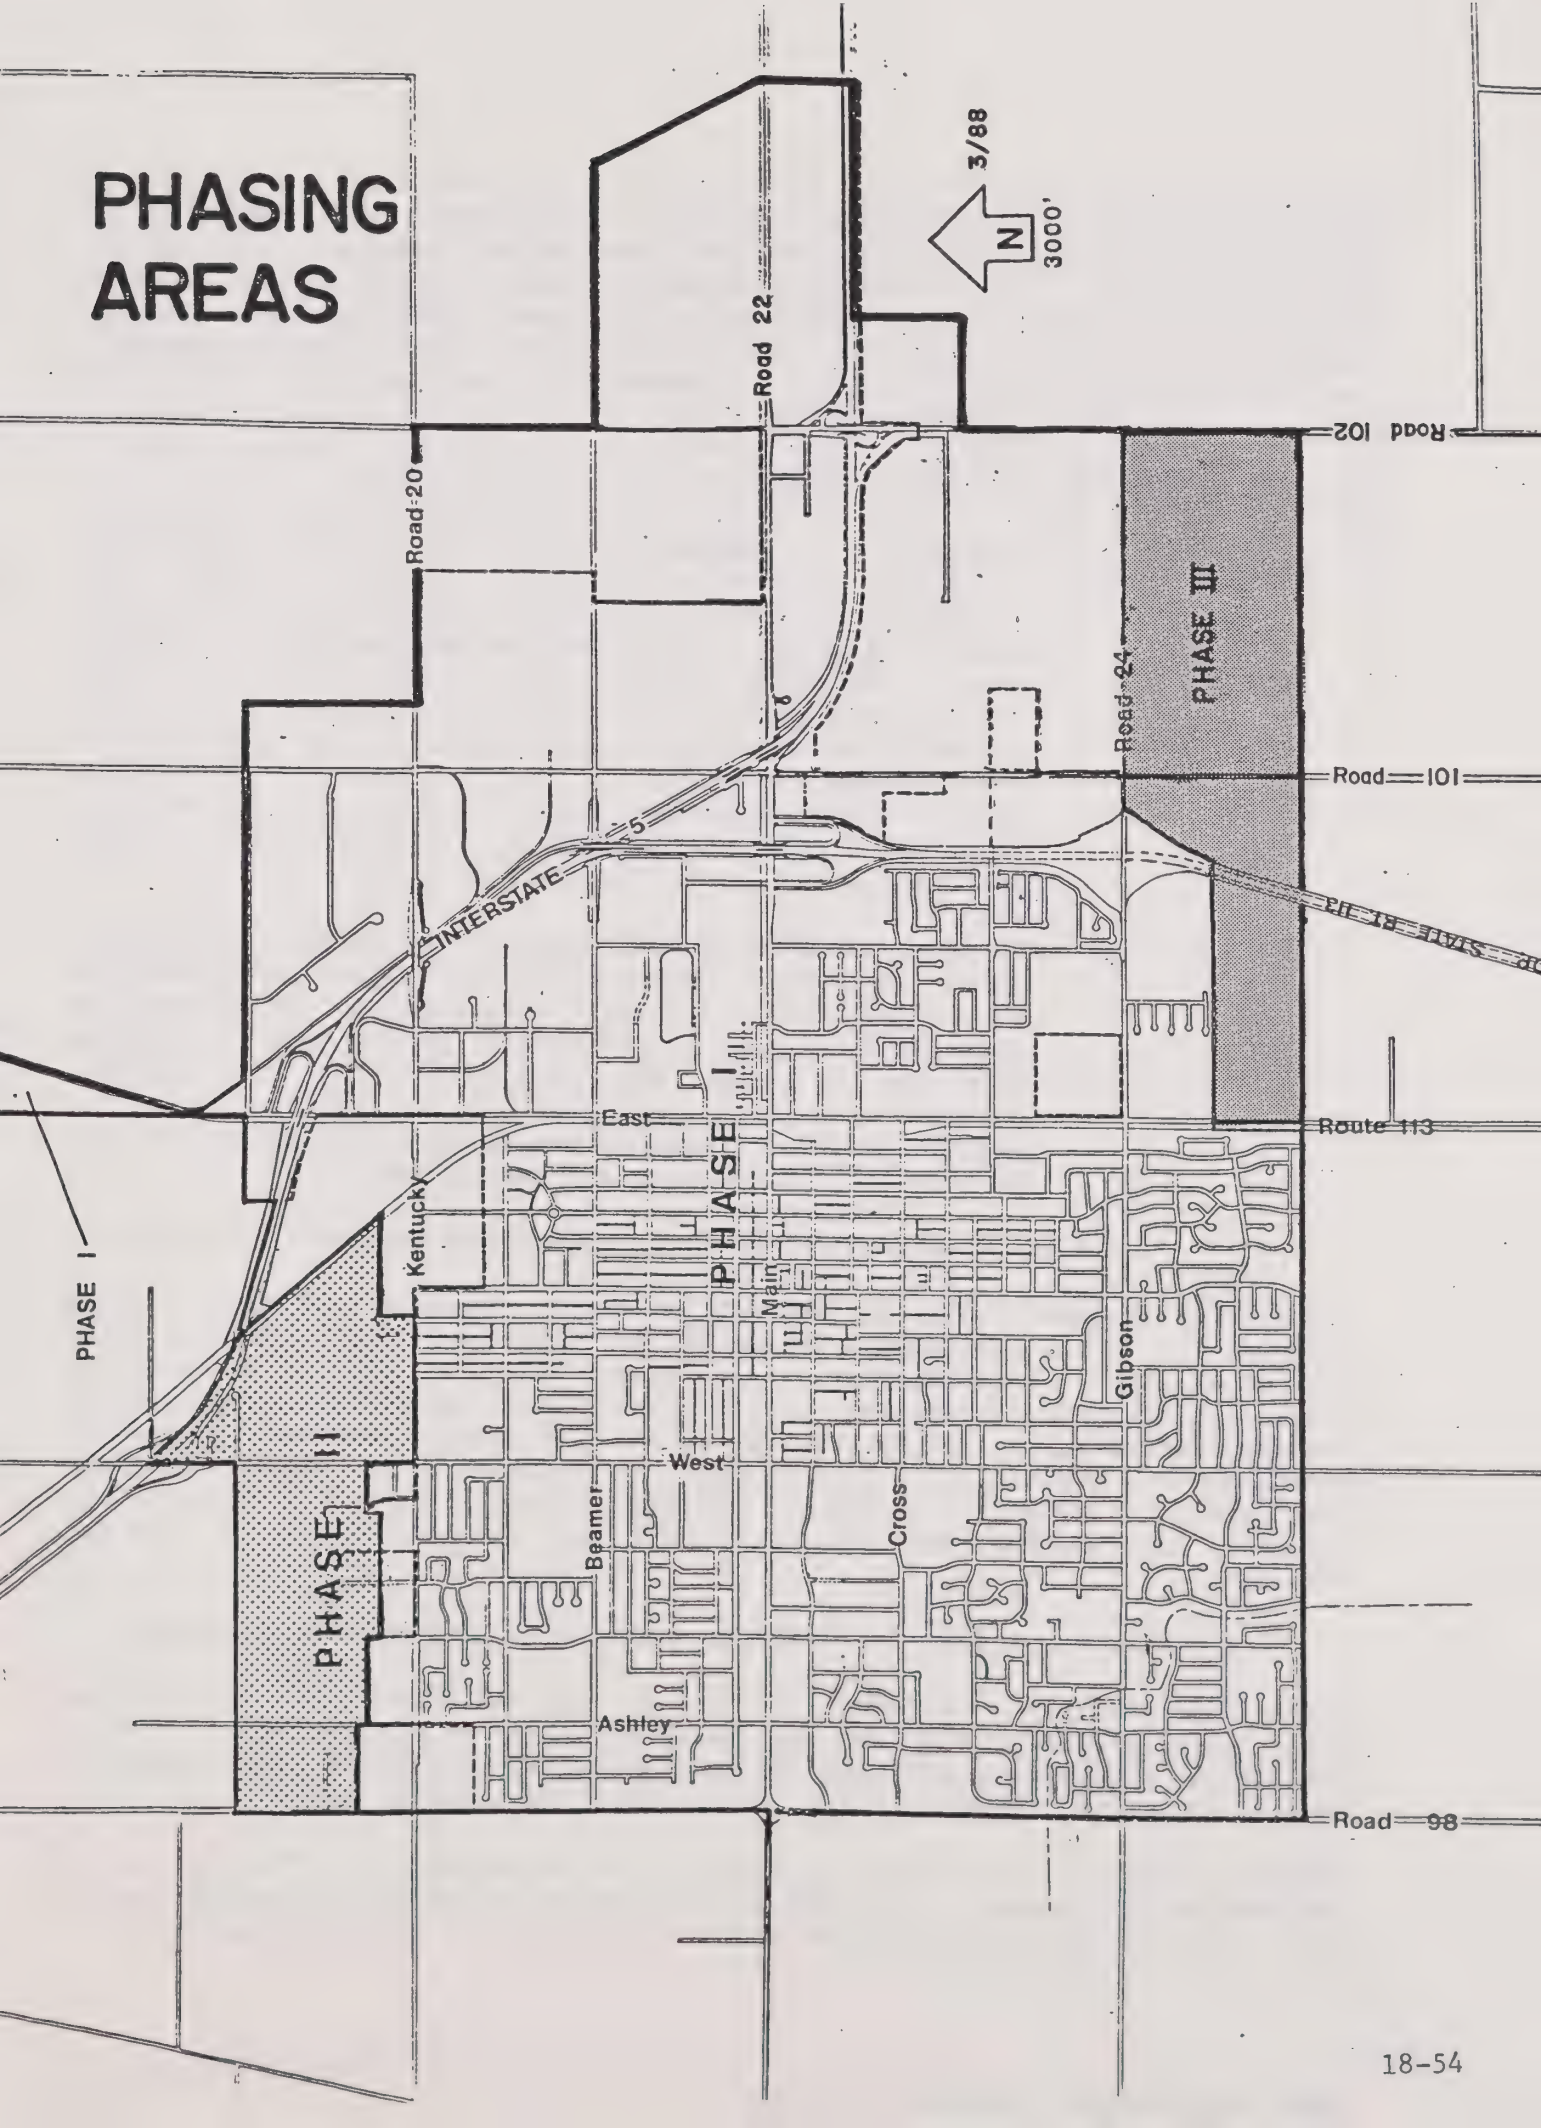 PHASING
AREAS
3/88
N
3000'
Road 22
Road 102
Road 20
PHASE III
Road 24
Road 101
5
INTERSTATE
STATE RT 113
PHASE I
East
Route 113
PHASE I
Kentucky
Main
Gibson
PHASE II
West
Beamer
Cross
Ashley
Road 98
18-54